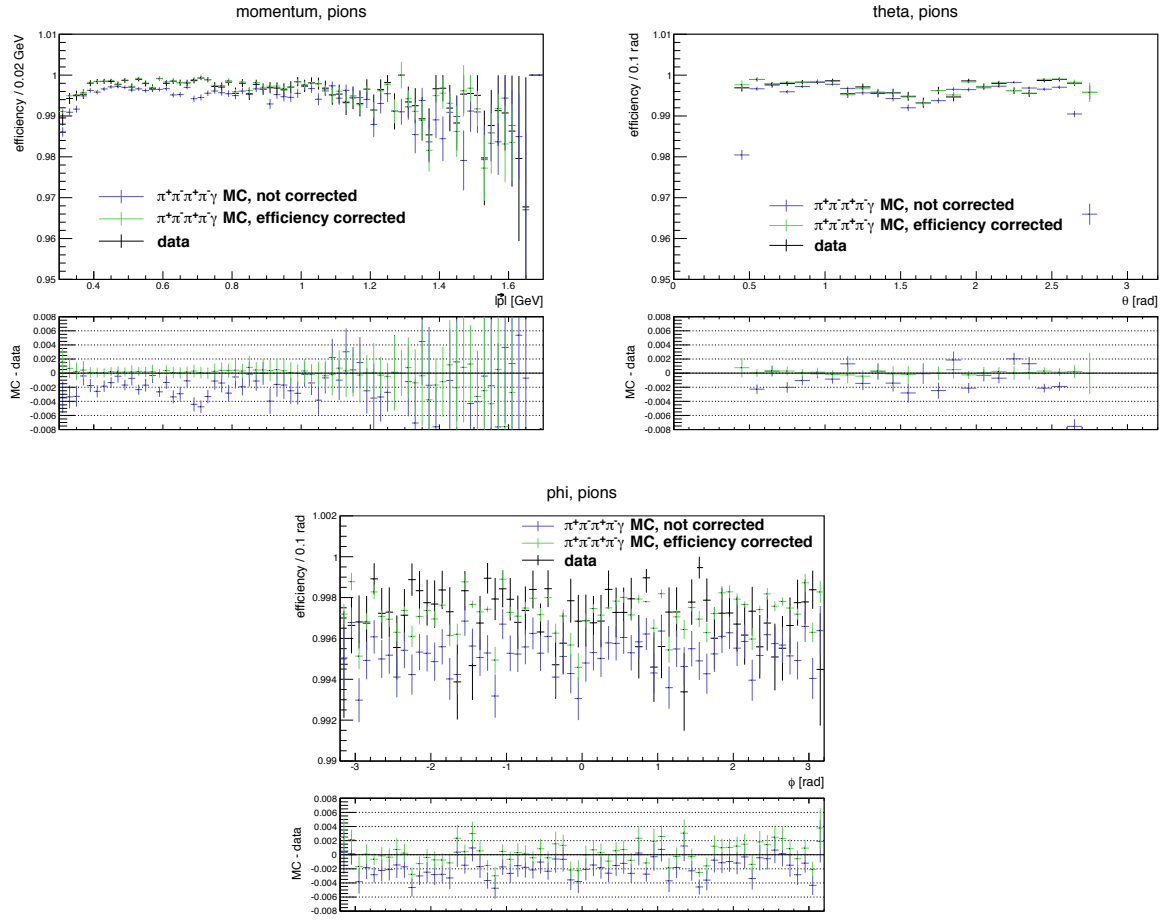 momentum, pions
efficiency / 0.02 GeV
1.01
1
0.99
0.98
0.97
0.96
0.95
π⁺π⁻π⁺π⁻γ MC, not corrected
π⁺π⁻π⁺π⁻γ MC, efficiency corrected
data
0.4 0.6 0.8 1 1.2 1.4 1.6
|p⃗| [GeV]
MC - data
0.008
0.006
0.004
0.002
0
-0.002
-0.004
-0.006
-0.008
theta, pions
efficiency / 0.1 rad
1.01
1
0.99
0.98
0.97
0.96
0.95
π⁺π⁻π⁺π⁻γ MC, not corrected
π⁺π⁻π⁺π⁻γ MC, efficiency corrected
data
0 0.5 1 1.5 2 2.5 3
θ [rad]
MC - data
0.008
0.006
0.004
0.002
0
-0.002
-0.004
-0.006
-0.008
phi, pions
efficiency / 0.1 rad
1.002
1
0.998
0.996
0.994
0.992
0.99
π⁺π⁻π⁺π⁻γ MC, not corrected
π⁺π⁻π⁺π⁻γ MC, efficiency corrected
data
-3 -2 -1 0 1 2 3
ϕ [rad]
MC - data
0.008
0.006
0.004
0.002
0
-0.002
-0.004
-0.006
-0.008